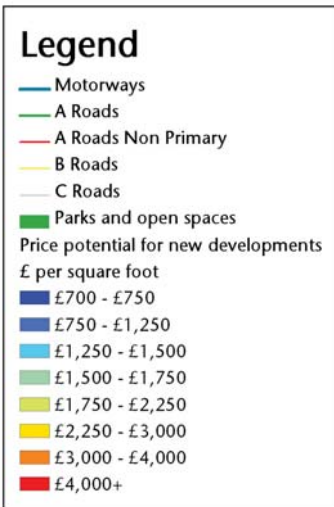 Legend
Motorways
A Roads
A Roads Non Primary
B Roads
C Roads
Parks and open spaces
Price potential for new developments
£ per square foot
£700 - £750
£750 - £1,250
£1,250 - £1,500
£1,500 - £1,750
£1,750 - £2,250
£2,250 - £3,000
£3,000 - £4,000
£4,000+